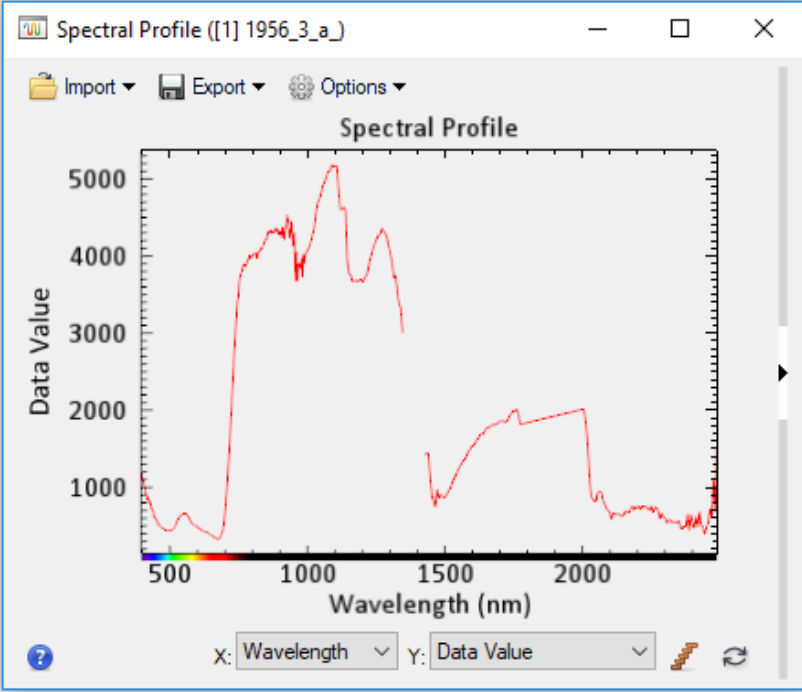 Spectral Profile ([1] 1956_3_a_)
Import Export Options
Spectral Profile
5000
4000
3000
2000
1000
Data Value
500 1000 1500 2000
Wavelength (nm)
? X: Wavelength Y: Data Value